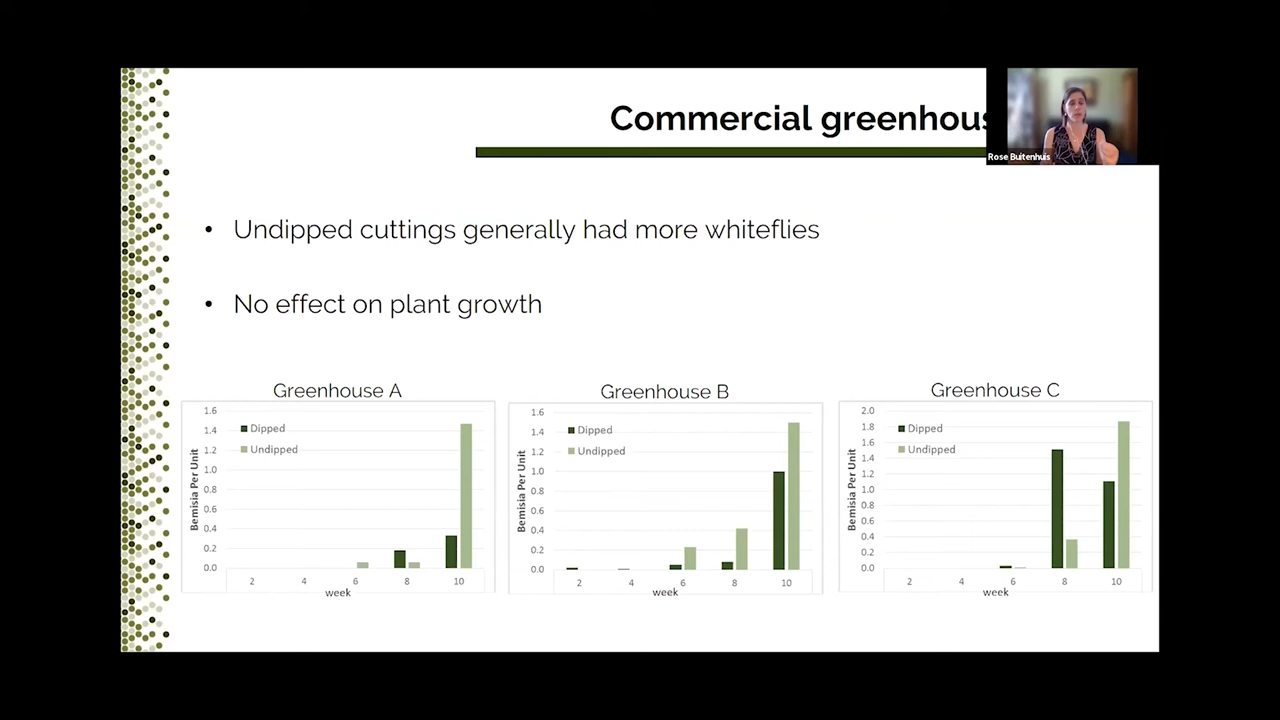 Commercial greenhous
Rose Buitenhuis
• Undipped cuttings generally had more whiteflies
• No effect on plant growth
Greenhouse A
1.6
1.4
1.2
1.0
0.8
0.6
0.4
0.2
0.0
Bemisia Per Unit
Dipped
Undipped
2 4 6 8 10
week
Greenhouse B
1.6
1.4
1.2
1.0
0.8
0.6
0.4
0.2
0.0
Bemisia Per Unit
Dipped
Undipped
2 4 6 8 10
week
Greenhouse C
2.0
1.8
1.6
1.4
1.2
1.0
0.8
0.6
0.4
0.2
0.0
Bemisia Per Unit
Dipped
Undipped
2 4 6 8 10
week